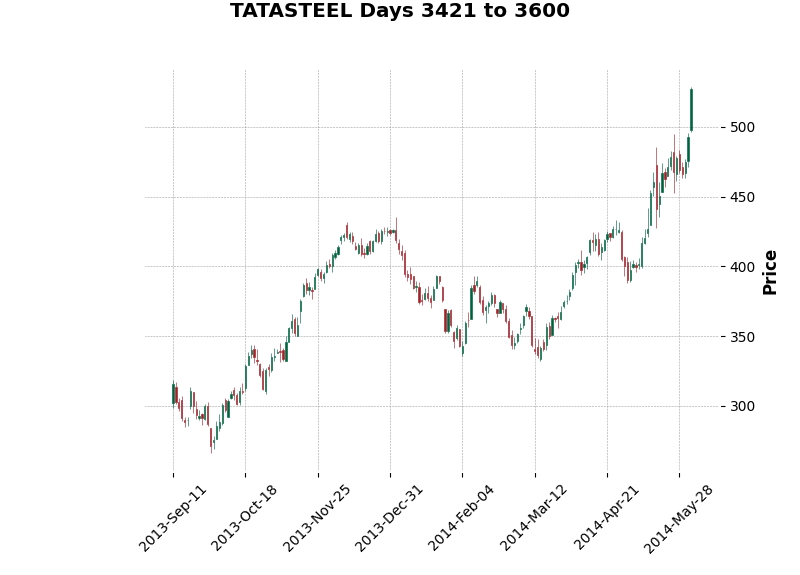 TATASTEEL Days 3421 to 3600
500
450
400
350
300
Price
2013-Sep-11
2013-Oct-18
2013-Nov-25
2013-Dec-31
2014-Feb-04
2014-Mar-12
2014-Apr-21
2014-May-28